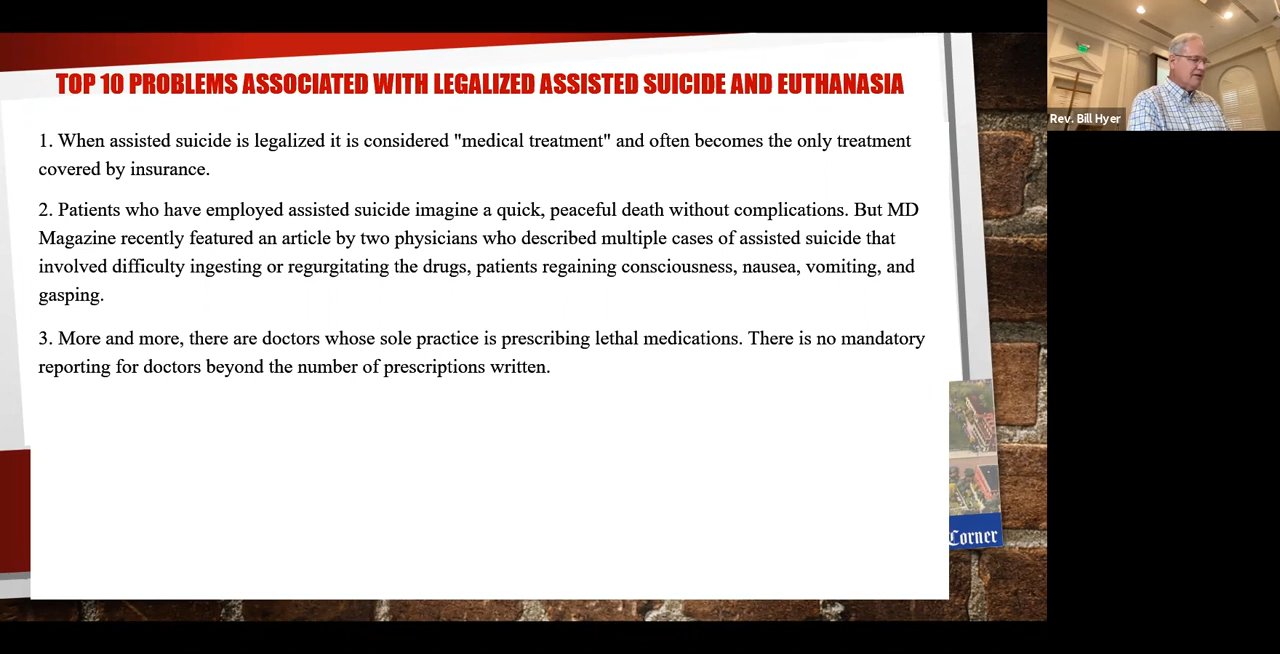 TOP 10 PROBLEMS ASSOCIATED WITH LEGALIZED ASSISTED SUICIDE AND EUTHANASIA
1. When assisted suicide is legalized it is considered "medical treatment" and often becomes the only treatment
covered by insurance.
2. Patients who have employed assisted suicide imagine a quick, peaceful death without complications. But MD
Magazine recently featured an article by two physicians who described multiple cases of assisted suicide that
involved difficulty ingesting or regurgitating the drugs, patients regaining consciousness, nausea, vomiting, and
gasping.
3. More and more, there are doctors whose sole practice is prescribing lethal medications. There is no mandatory
reporting for doctors beyond the number of prescriptions written.
Corner
Rev. Bill Hyer